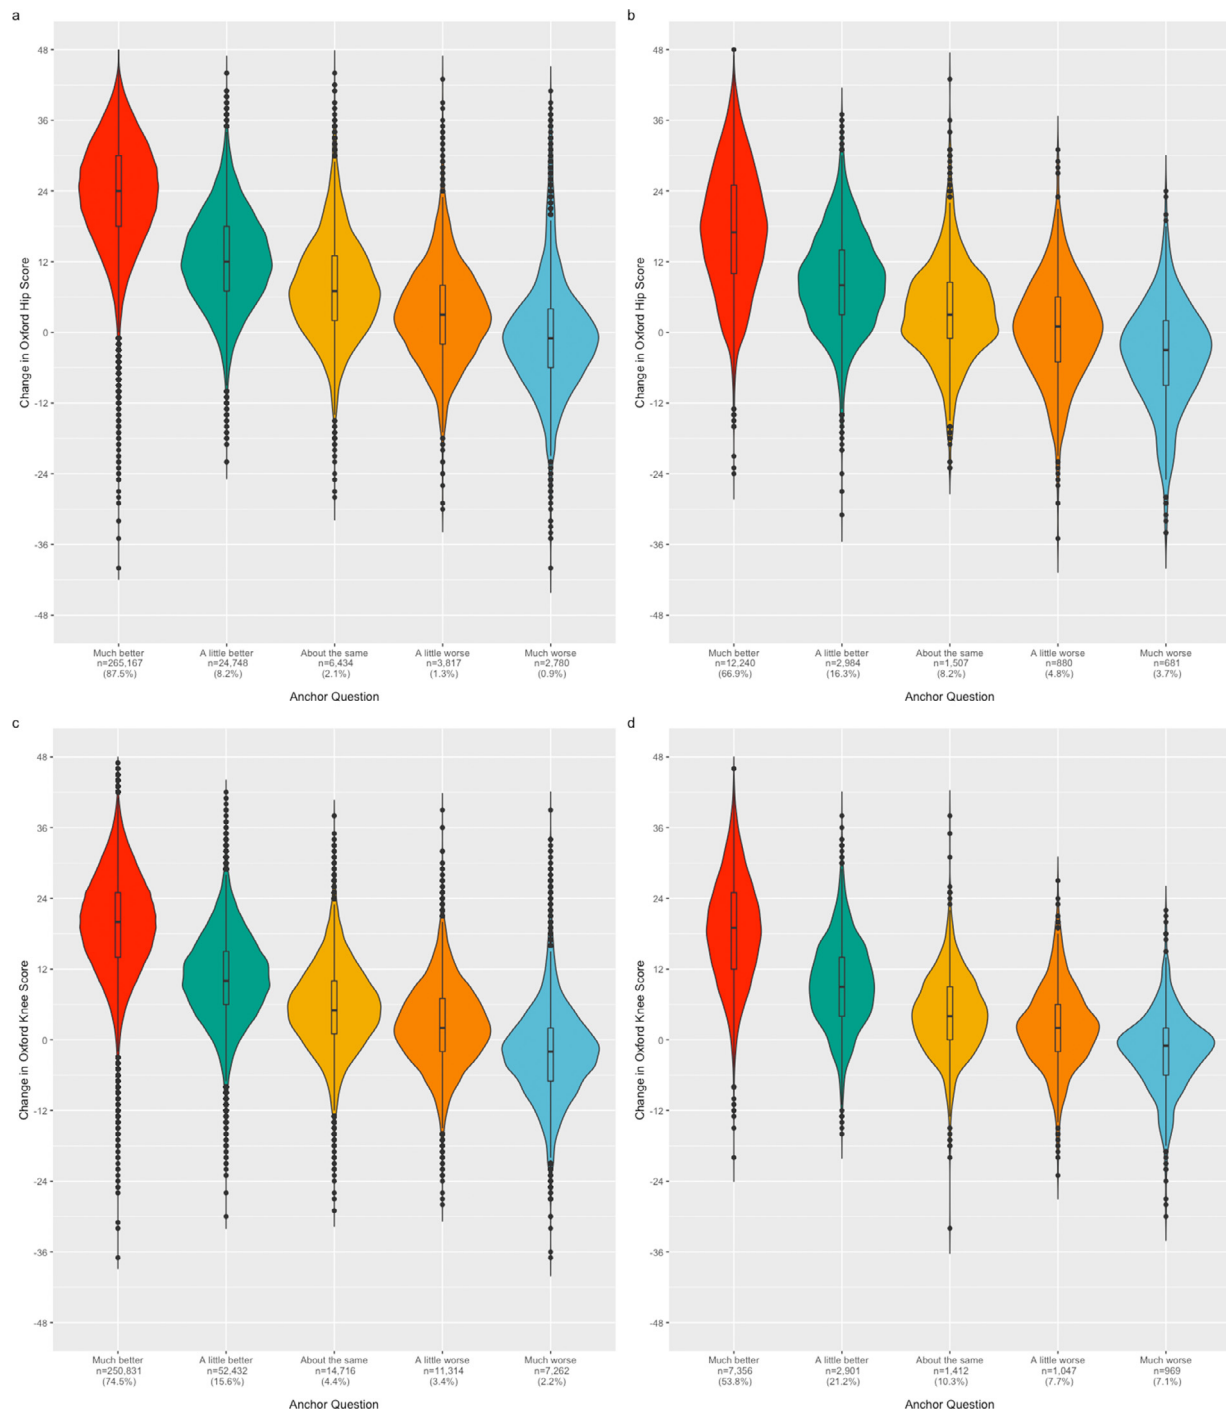 a
Change in Oxford Hip Score
48
36
24
12
0
-12
-24
-36
-48
Much better
n=265,167
(87.5%)
A little better
n=24,748
(8.2%)
About the same
n=6,434
(2.1%)
A little worse
n=3,817
(1.3%)
Much worse
n=2,780
(0.9%)
Anchor Question
b
Change in Oxford Hip Score
48
36
24
12
0
-12
-24
-36
-48
Much better
n=12,240
(66.9%)
A little better
n=2,984
(16.3%)
About the same
n=1,507
(8.2%)
A little worse
n=880
(4.8%)
Much worse
n=681
(3.7%)
Anchor Question
c
Change in Oxford Knee Score
48
36
24
12
0
-12
-24
-36
-48
Much better
n=250,831
(74.5%)
A little better
n=52,432
(15.6%)
About the same
n=14,716
(4.4%)
A little worse
n=11,314
(3.4%)
Much worse
n=7,262
(2.2%)
Anchor Question
d
Change in Oxford Knee Score
48
36
24
12
0
-12
-24
-36
-48
Much better
n=7,356
(53.8%)
A little better
n=2,901
(21.2%)
About the same
n=1,412
(10.3%)
A little worse
n=1,047
(7.7%)
Much worse
n=969
(7.1%)
Anchor Question